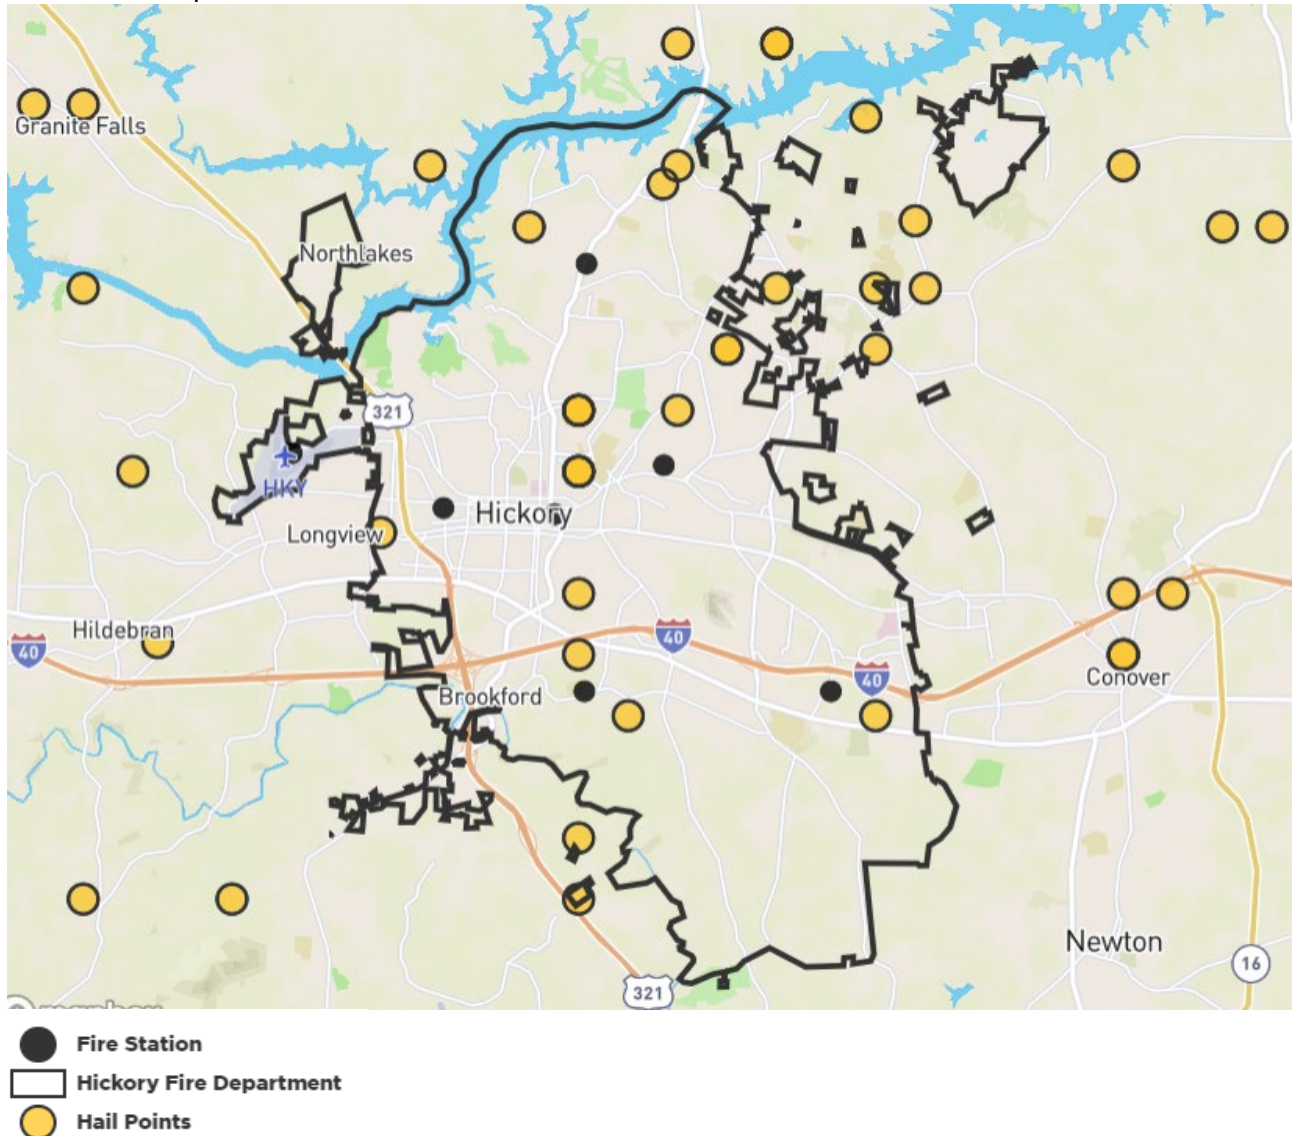 Granite Falls
Northlakes
321
HKY
Hickory
Longview
Hildebran
40
40
40
Brookford
Conover
Newton
16
321
mapbox
Fire Station
Hickory Fire Department
Hail Points